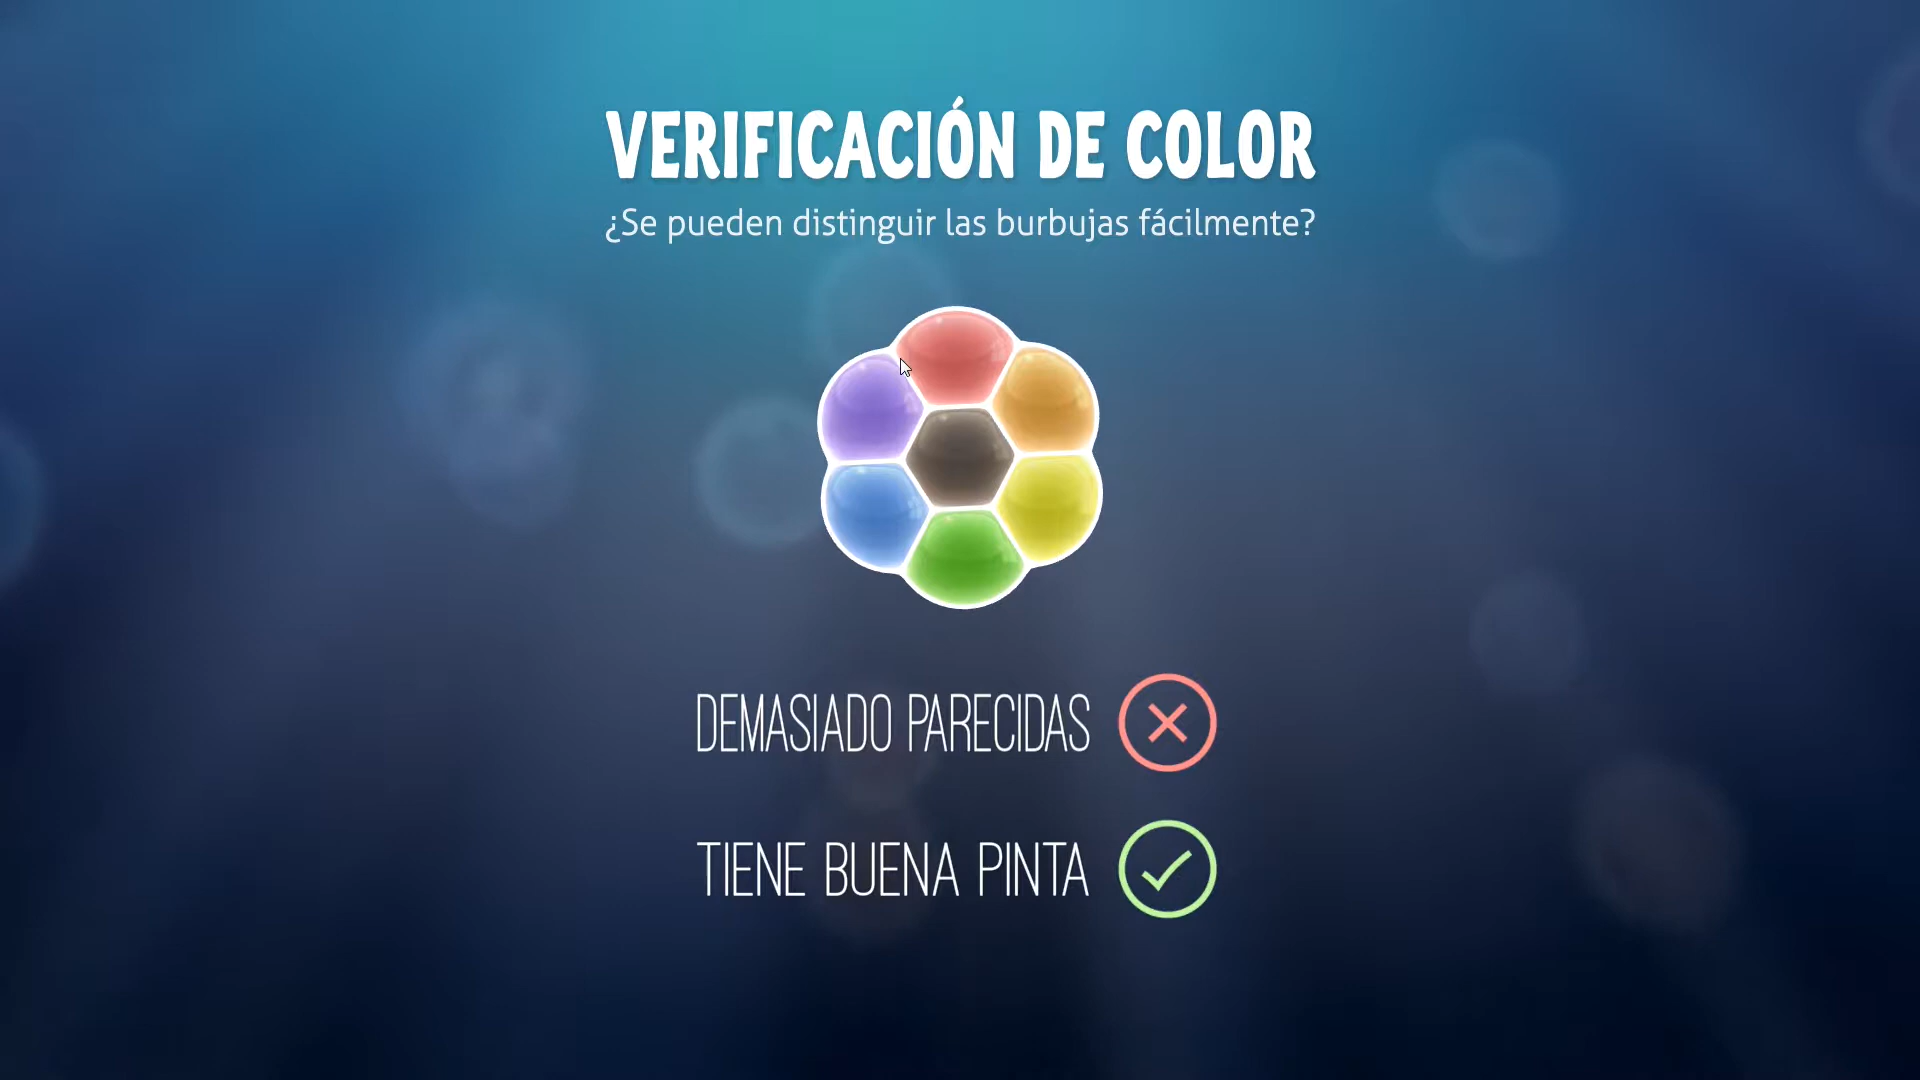 VERIFICACIÓN DE COLOR
¿Se pueden distinguir las burbujas fácilmente?
DEMASIADO PARECIDAS
TIENE BUENA PINTA